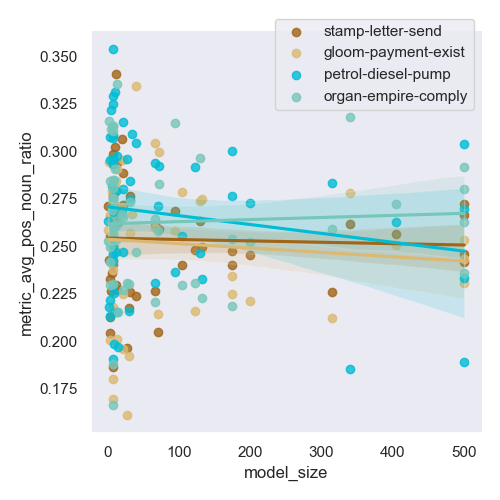 stamp-letter-send
gloom-payment-exist
petrol-diesel-pump
organ-empire-comply
metric_avg_pos_noun_ratio
0.350
0.325
0.300
0.275
0.250
0.225
0.200
0.175
0 100 200 300 400 500
model_size